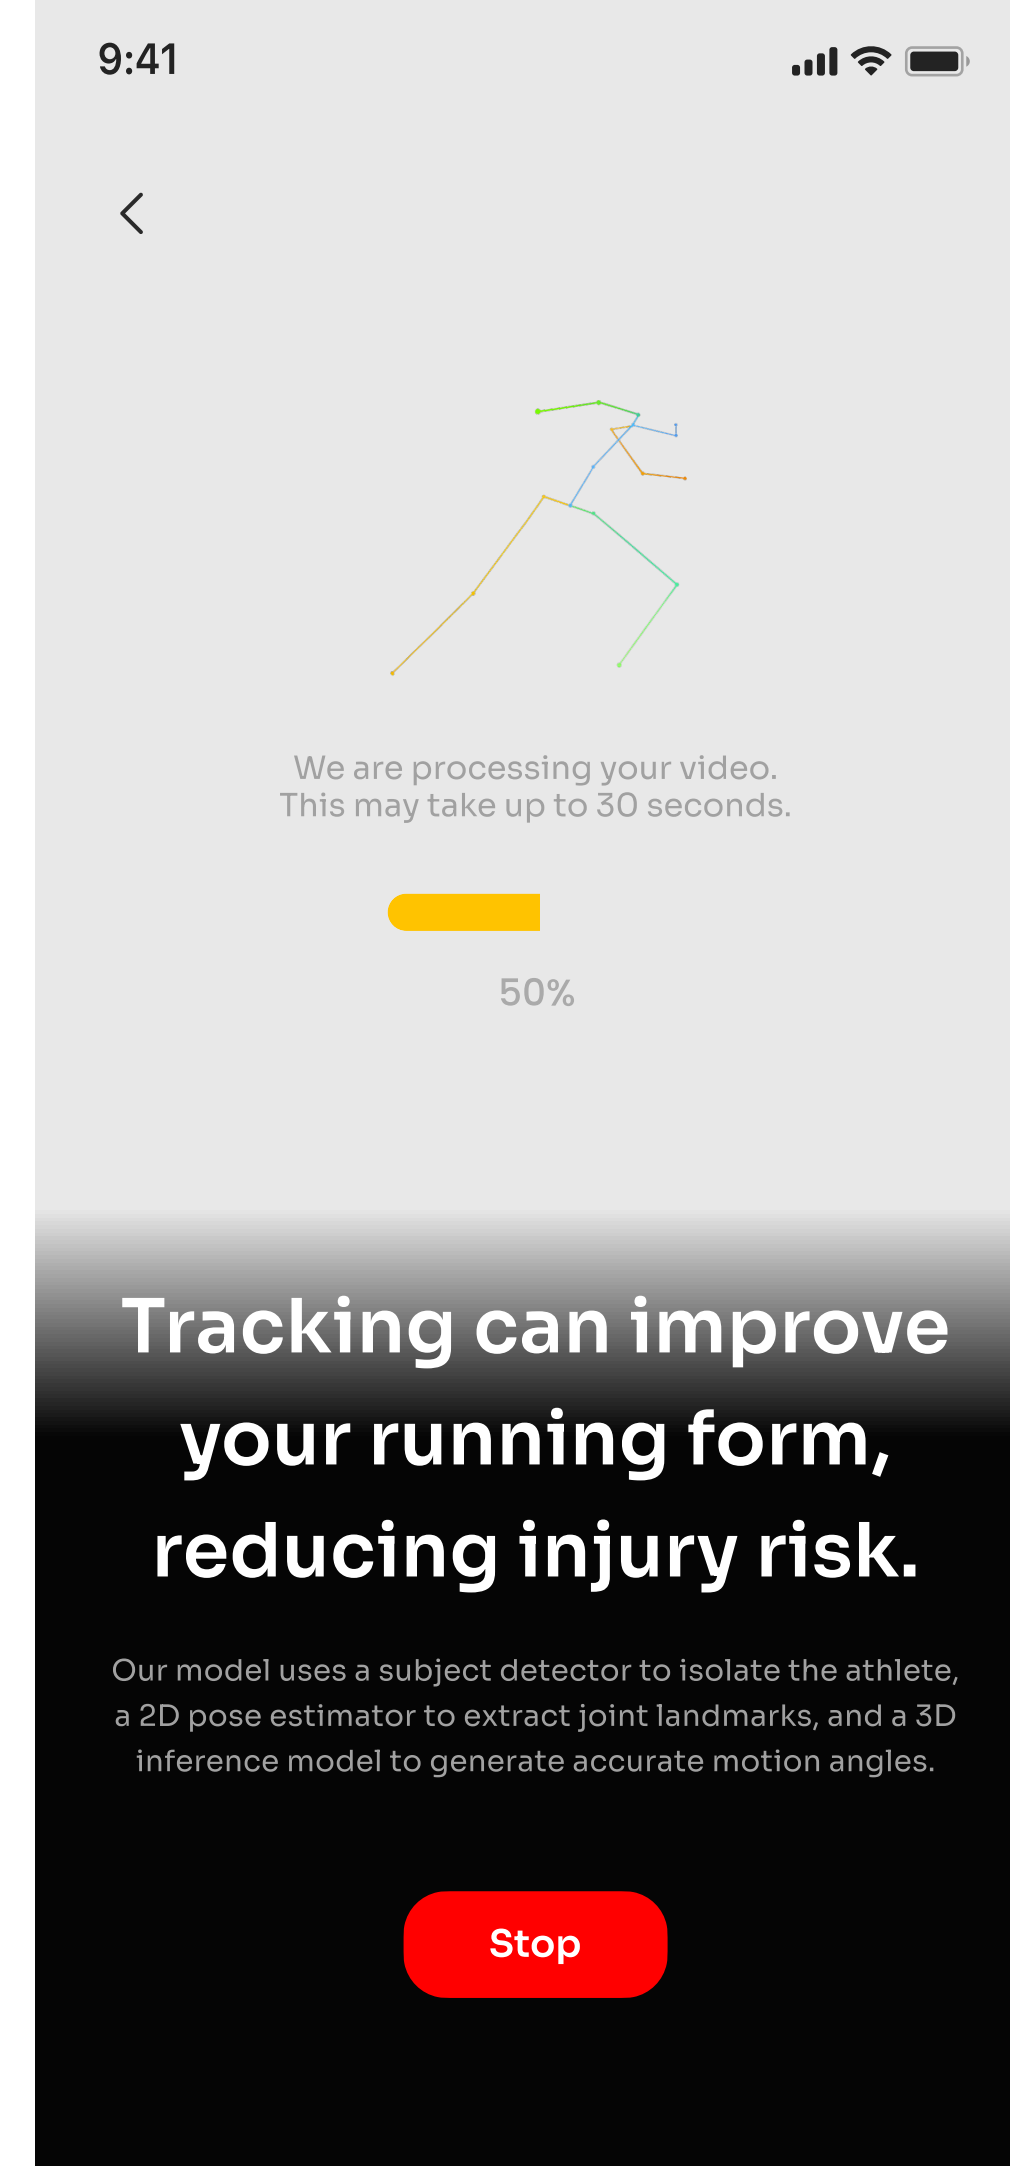 9:41
We are processing your video.
This may take up to 30 seconds.
50%
Tracking can improve
your running form,
reducing injury risk.
Our model uses a subject detector to isolate the athlete,
a 2D pose estimator to extract joint landmarks, and a 3D
inference model to generate accurate motion angles.
Stop